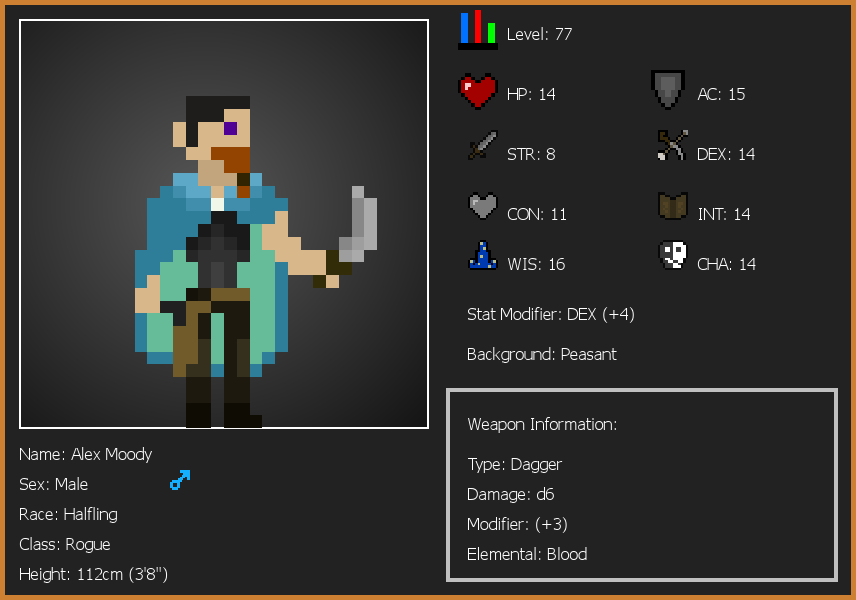 Level: 77
HP: 14
AC: 15
STR: 8
DEX: 14
CON: 11
INT: 14
WIS: 16
CHA: 14
Stat Modifier: DEX (+4)
Background: Peasant
Weapon Information:
Type: Dagger
Damage: d6
Modifier: (+3)
Elemental: Blood
Name: Alex Moody
Sex: Male
Race: Halfling
Class: Rogue
Height: 112cm (3'8")